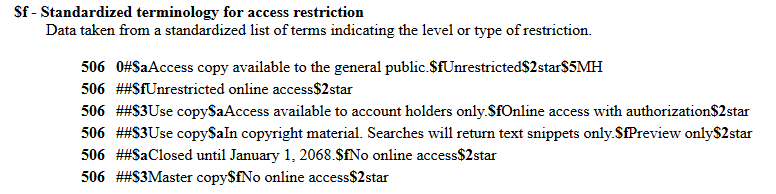 $f - Standardized terminology for access restriction
Data taken from a standardized list of terms indicating the level or type of restriction.
506 0#$aAccess copy available to the general public.$fUnrestricted$2star$5MH
506 ##$fUnrestricted online access$2star
506 ##$3Use copy$aAccess available to account holders only.$fOnline access with authorization$2star
506 ##$3Use copy$aIn copyright material. Searches will return text snippets only.$fPreview only$2star
506 ##$aClosed until January 1, 2068.$fNo online access$2star
506 ##$3Master copy$fNo online access$2star